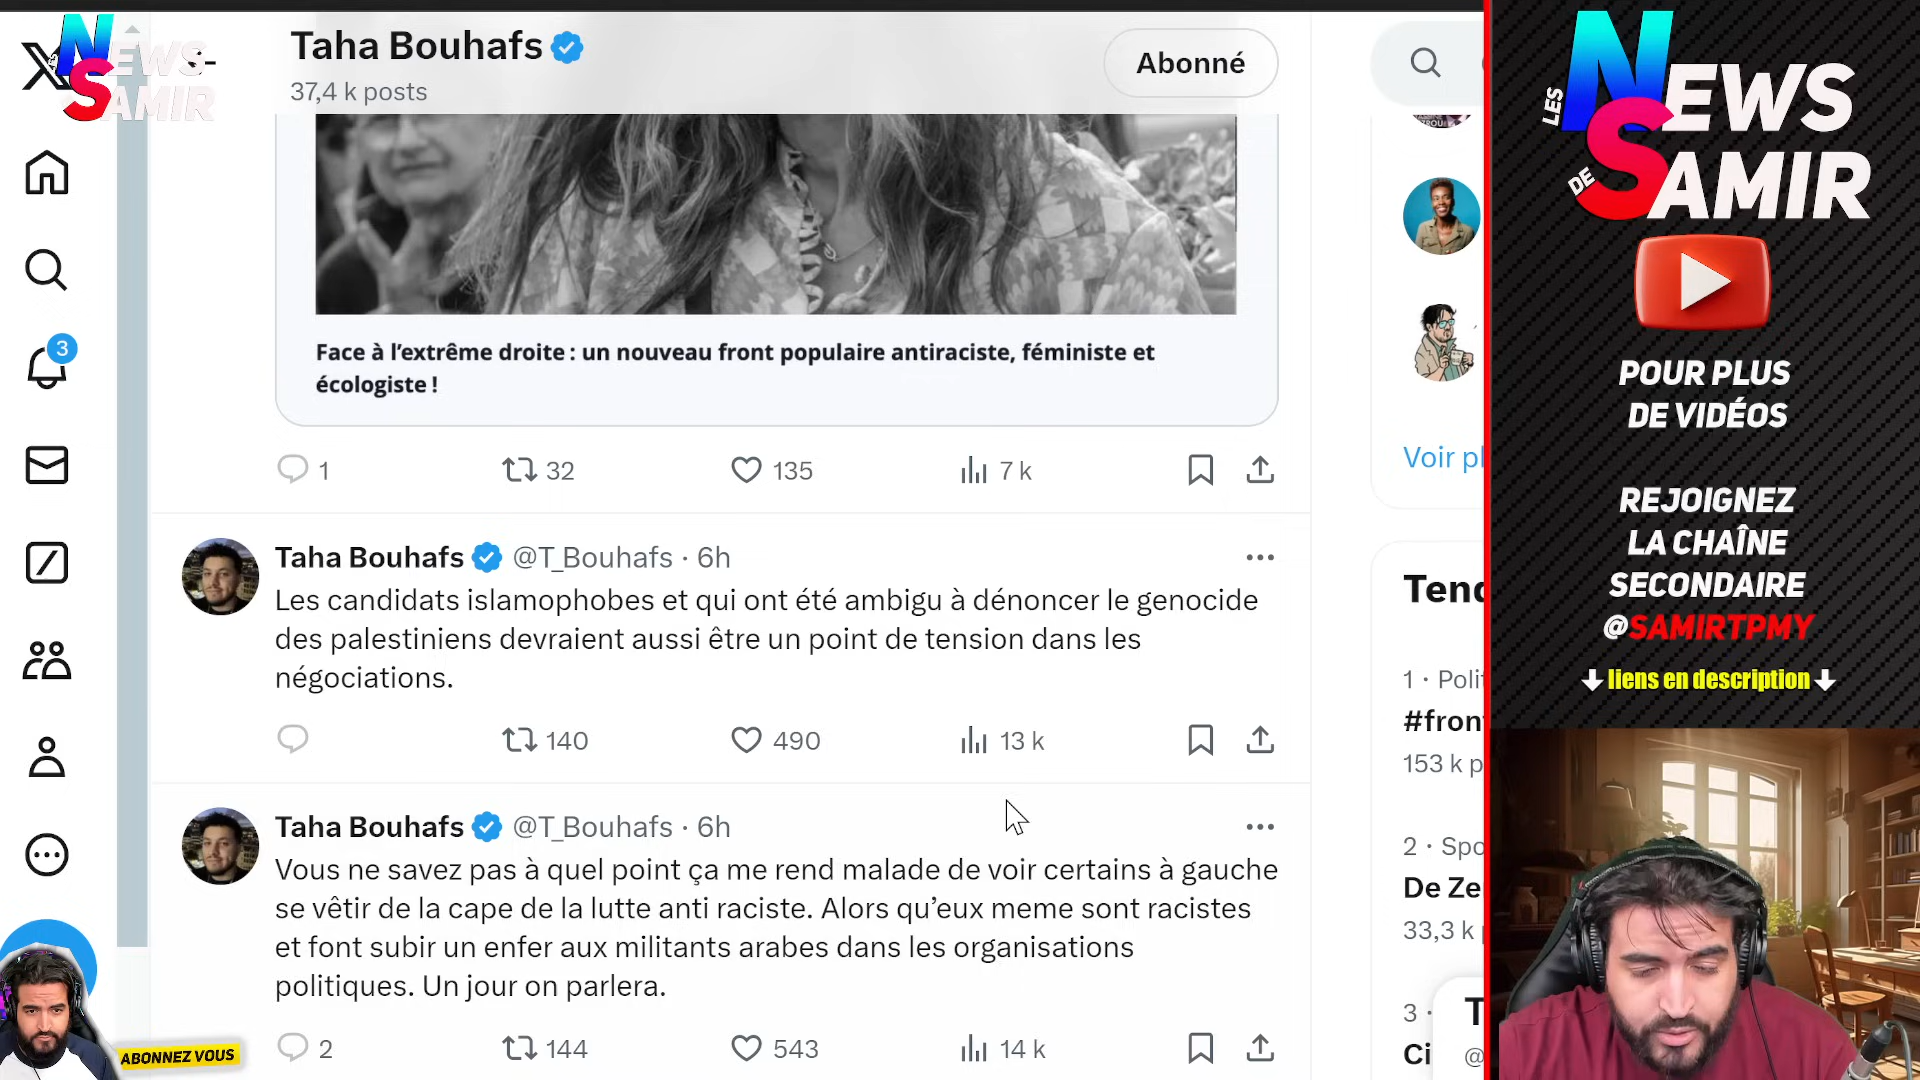 LES NEWS
DE SAMIR
Taha Bouhafs
37,4 k posts
Abonné
Face à l’extrême droite : un nouveau front populaire antiraciste, féministe et
écologiste !
1 32 135 7 k
Taha Bouhafs @T_Bouhafs · 6h
Les candidats islamophobes et qui ont été ambigu à dénoncer le genocide
des palestiniens devraient aussi être un point de tension dans les
négociations.
140 490 13 k
Taha Bouhafs @T_Bouhafs · 6h
Vous ne savez pas à quel point ça me rend malade de voir certains à gauche
se vêtir de la cape de la lutte anti raciste. Alors qu’eux meme sont racistes
et font subir un enfer aux militants arabes dans les organisations
politiques. Un jour on parlera.
2 144 543 14 k
3
ABONNEZ VOUS
Voir pl
Tend
1 · Polit
#front
153 k p
2 · Spo
De Ze
33,3 k
3 ·
Ci
T
@
NEWS
SAMIR
POUR PLUS
DE VIDÉOS
REJOIGNEZ
LA CHAÎNE
SECONDAIRE
@SAMIRTPMY
liens en description